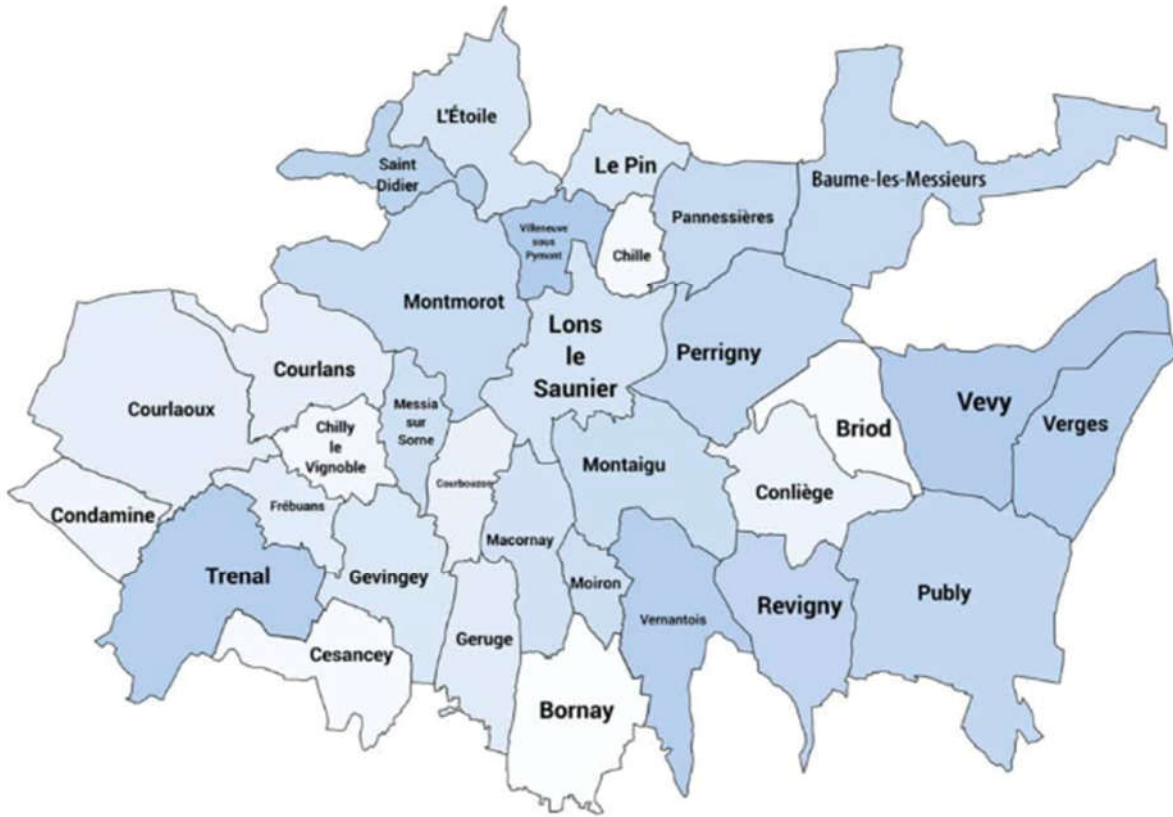 L'Étoile
Saint
Didier
Le Pin
Baume-les-Messieurs
Pannessières
Villeneuve
sous
Pymont
Chille
Montmorot
Lons
le
Saunier
Perrigny
Courlans
Courlaoux
Messia
sur
Sorne
Chilly
le
Vignoble
Vevy
Verges
Briod
Montaigu
Conliège
Courbouzon
Frébuans
Condamine
Macornay
Trenal
Gevingey
Moiron
Revigny
Publy
Vernantois
Geruge
Cesancey
Bornay